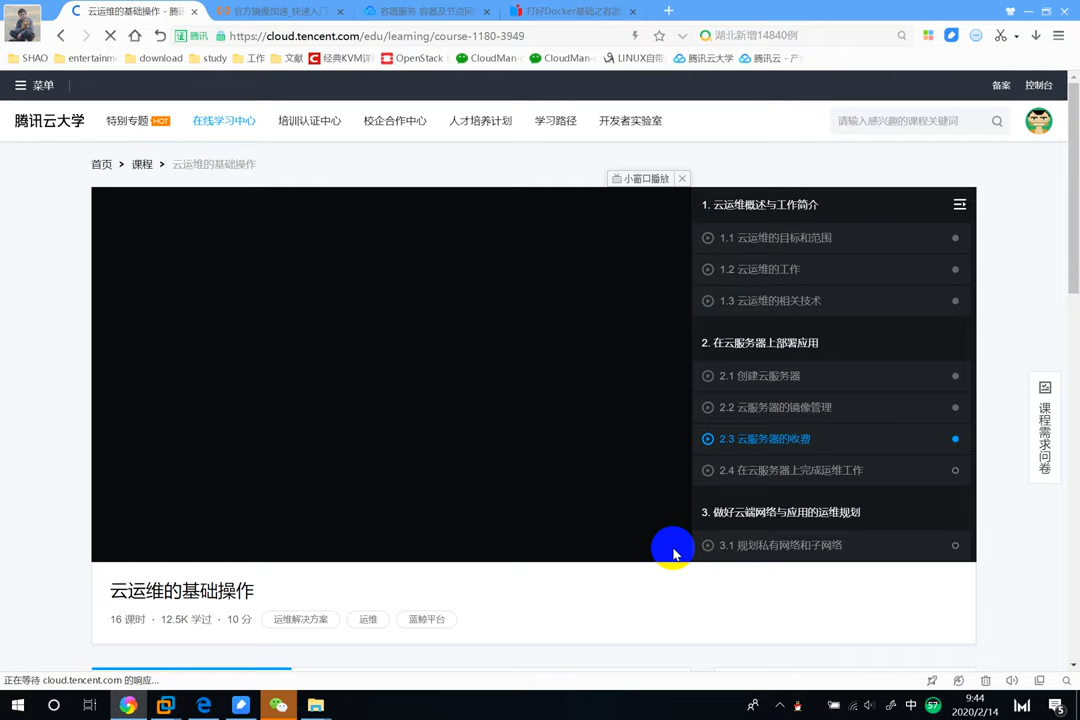 云运维的基础操作 - 腾讯
官方镜像加速_快速入门
容器服务 容器及节点网
打好Docker基础之容器
腾讯
https://cloud.tencent.com/edu/learning/course-1180-3949
湖北新增14840例
SHAO
entertainm
download
study
工作
文献
经典KVM详
OpenStack
CloudMan
CloudMan
LINUX自带
腾讯云大学
腾讯云 - 产
菜单
备案
控制台
腾讯云大学
特别专题
HOT
在线学习中心
培训认证中心
校企合作中心
人才培养计划
学习路径
开发者实验室
请输入感兴趣的课程关键词
首页 > 课程 > 云运维的基础操作
小窗口播放
1. 云运维概述与工作简介
1.1 云运维的目标和范围
1.2 云运维的工作
1.3 云运维的相关技术
2. 在云服务器上部署应用
2.1 创建云服务器
2.2 云服务器的镜像管理
2.3 云服务器的收费
2.4 在云服务器上完成运维工作
3. 做好云端网络与应用的运维规划
3.1 规划私有网络和子网络
课程需求问卷
云运维的基础操作
16 课时 · 12.5K 学过 · 10 分
运维解决方案
运维
蓝鲸平台
正在等待 cloud.tencent.com 的响应...
中
57
9:44
2020/2/14
5